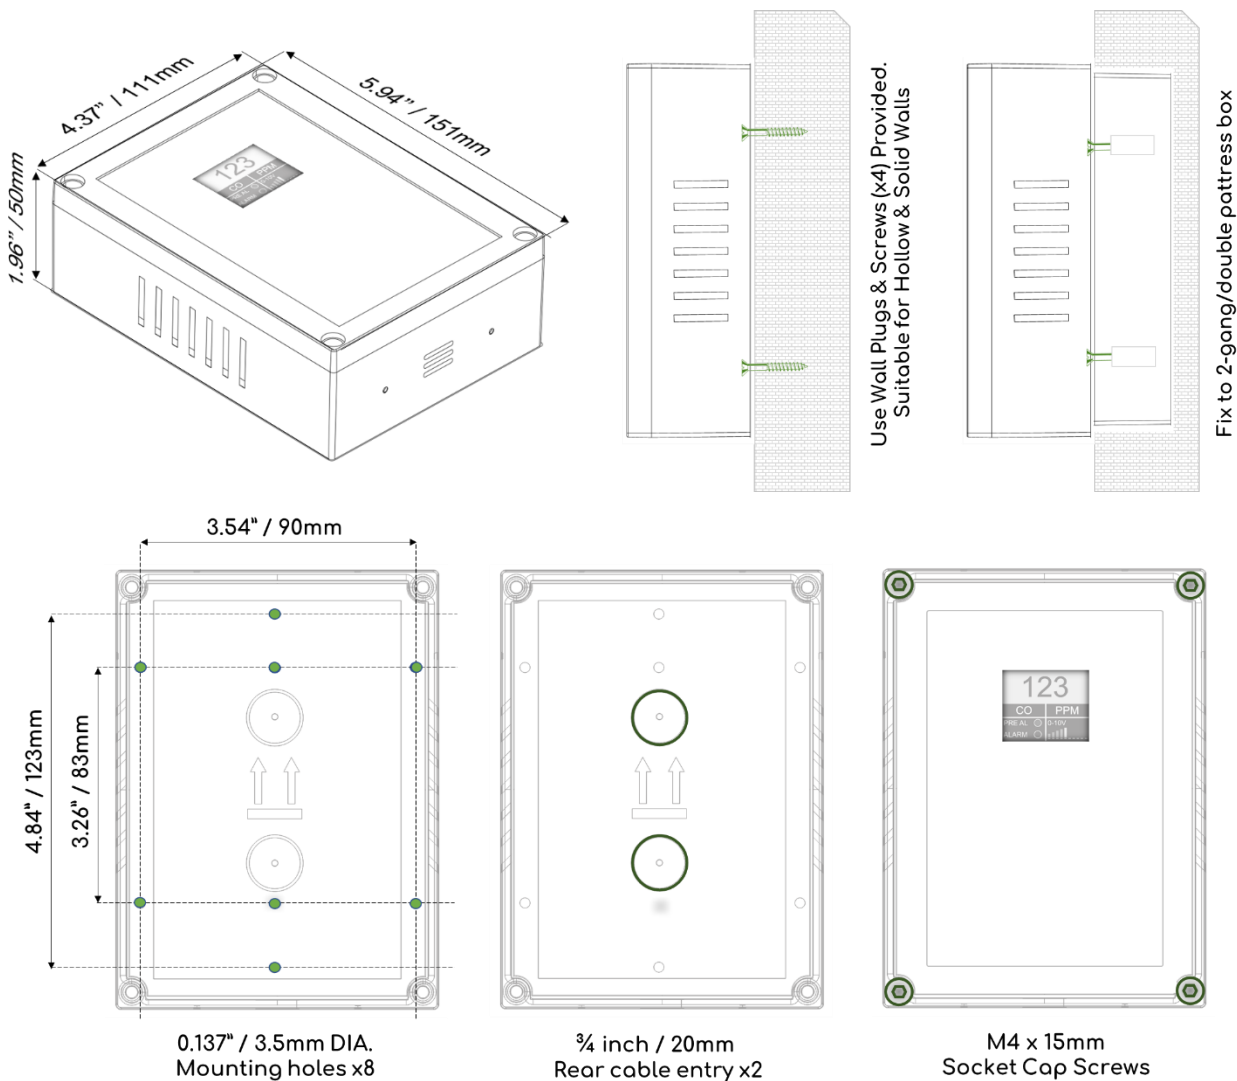 4.37” / 111mm
5.94” / 151mm
1.96” / 50mm
123
CO PPM
Use Wall Plugs & Screws (x4) Provided.
Suitable for Hollow & Solid Walls
Fix to 2-gang/double pattress box
3.54" / 90mm
4.84" / 123mm
3.26" / 83mm
123
CO PPM
PRE AL 0-10V
ALARM
0.137" / 3.5mm DIA.
Mounting holes x8
¾ inch / 20mm
Rear cable entry x2
M4 x 15mm
Socket Cap Screws